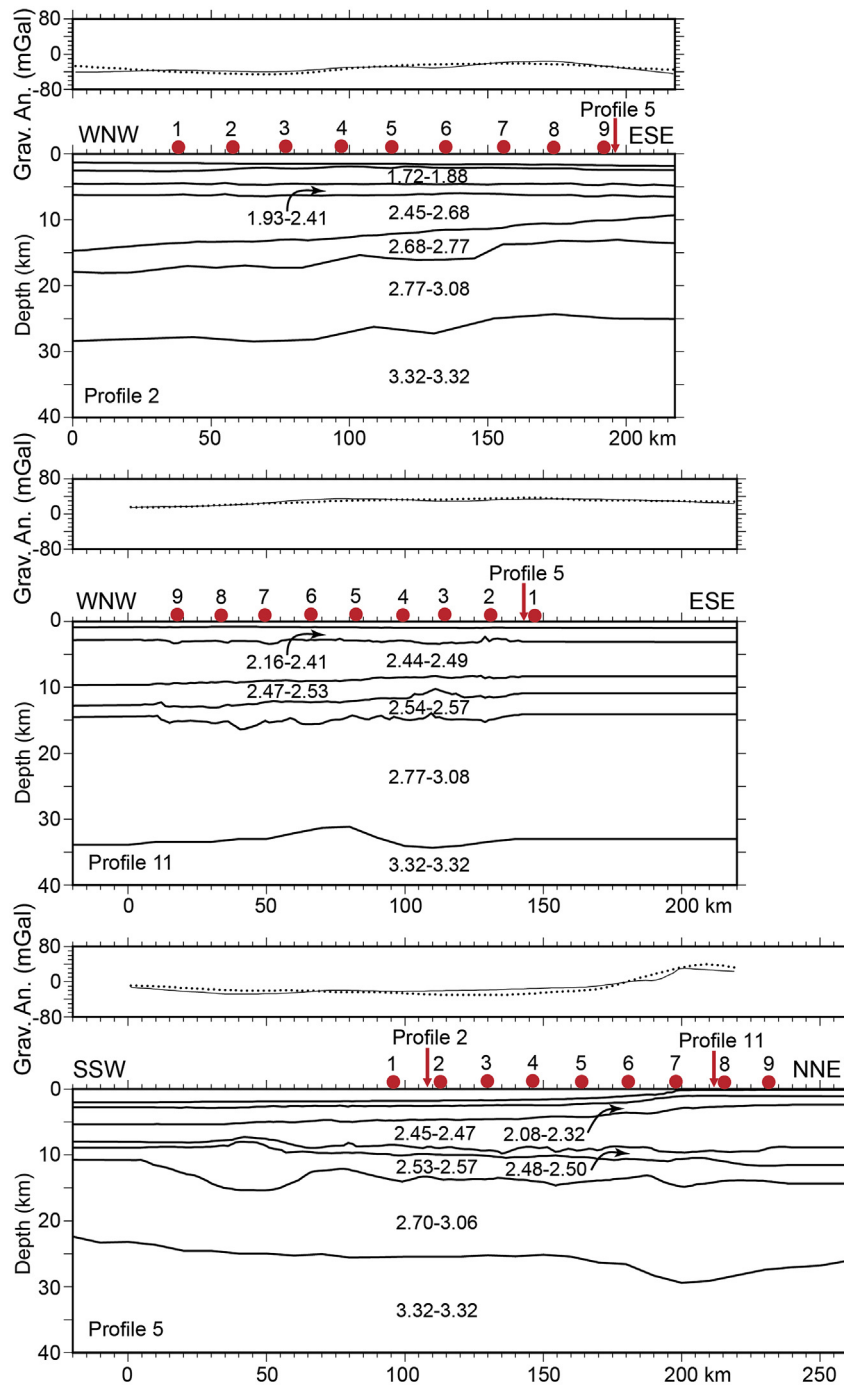 80
0
-80
Grav. An. (mGal)
Profile 5
WNW 1 2 3 4 5 6 7 8 9 ESE
0
10
20
30
40
Depth (km)
1.72-1.88
1.93-2.41
2.45-2.68
2.68-2.77
2.77-3.08
3.32-3.32
Profile 2
0 50 100 150 200 km
80
0
-80
Grav. An. (mGal)
Profile 5
WNW 9 8 7 6 5 4 3 2 1 ESE
0
10
20
30
40
Depth (km)
2.16-2.41
2.44-2.49
2.47-2.53
2.54-2.57
2.77-3.08
3.32-3.32
Profile 11
0 50 100 150 200 km
80
0
-80
Grav. An. (mGal)
Profile 2 Profile 11
SSW 1 2 3 4 5 6 7 8 9 NNE
0
10
20
30
40
Depth (km)
2.45-2.47 2.08-2.32
2.53-2.57 2.48-2.50
2.70-3.06
3.32-3.32
Profile 5
0 50 100 150 200 km 250